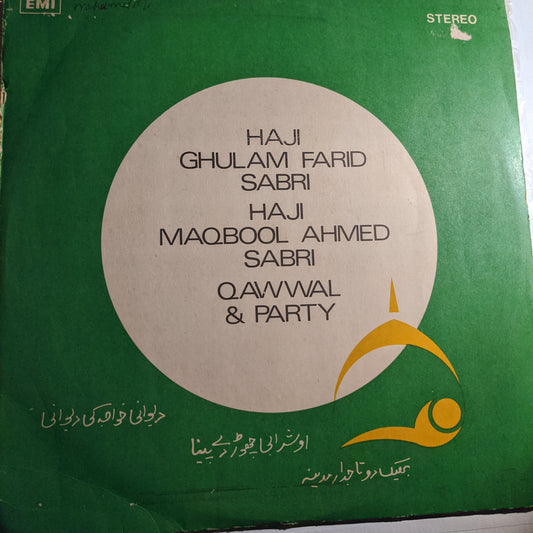 EMI
STEREO
HAJI
GHULAM FARID
SABRI
HAJI
MAQBOOL AHMED
SABRI
QAWWAL
& PARTY
دیوانی خواجہ کی دیوانی
او شرابی چھوڑ دے پینا
بھیک دو تاجدار مدینہ